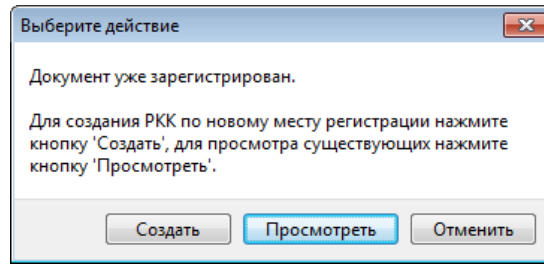 Выберите действие
Документ уже зарегистрирован.
Для создания РКК по новому месту регистрации нажмите
кнопку 'Создать', для просмотра существующих нажмите
кнопку 'Просмотреть'.
Создать Просмотреть Отменить